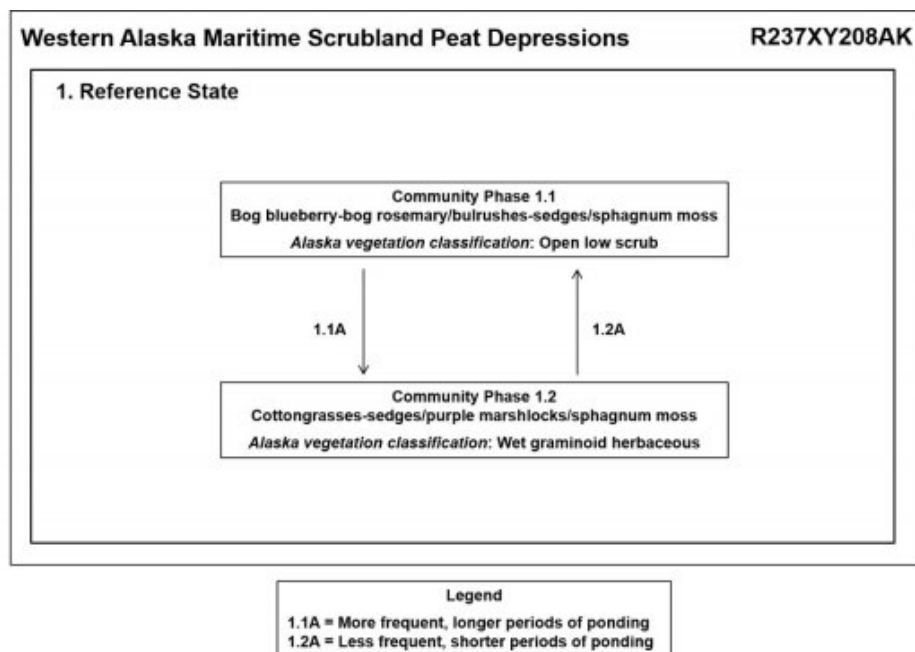 Western Alaska Maritime Scrubland Peat Depressions R237XY208AK
1. Reference State
Community Phase 1.1
Bog blueberry-bog rosemary/bulrushes-sedges/sphagnum moss
Alaska vegetation classification: Open low scrub
1.1A 1.2A
Community Phase 1.2
Cottongrasses-sedges/purple marshlocks/sphagnum moss
Alaska vegetation classification: Wet graminoid herbaceous
Legend
1.1A = More frequent, longer periods of ponding
1.2A = Less frequent, shorter periods of ponding